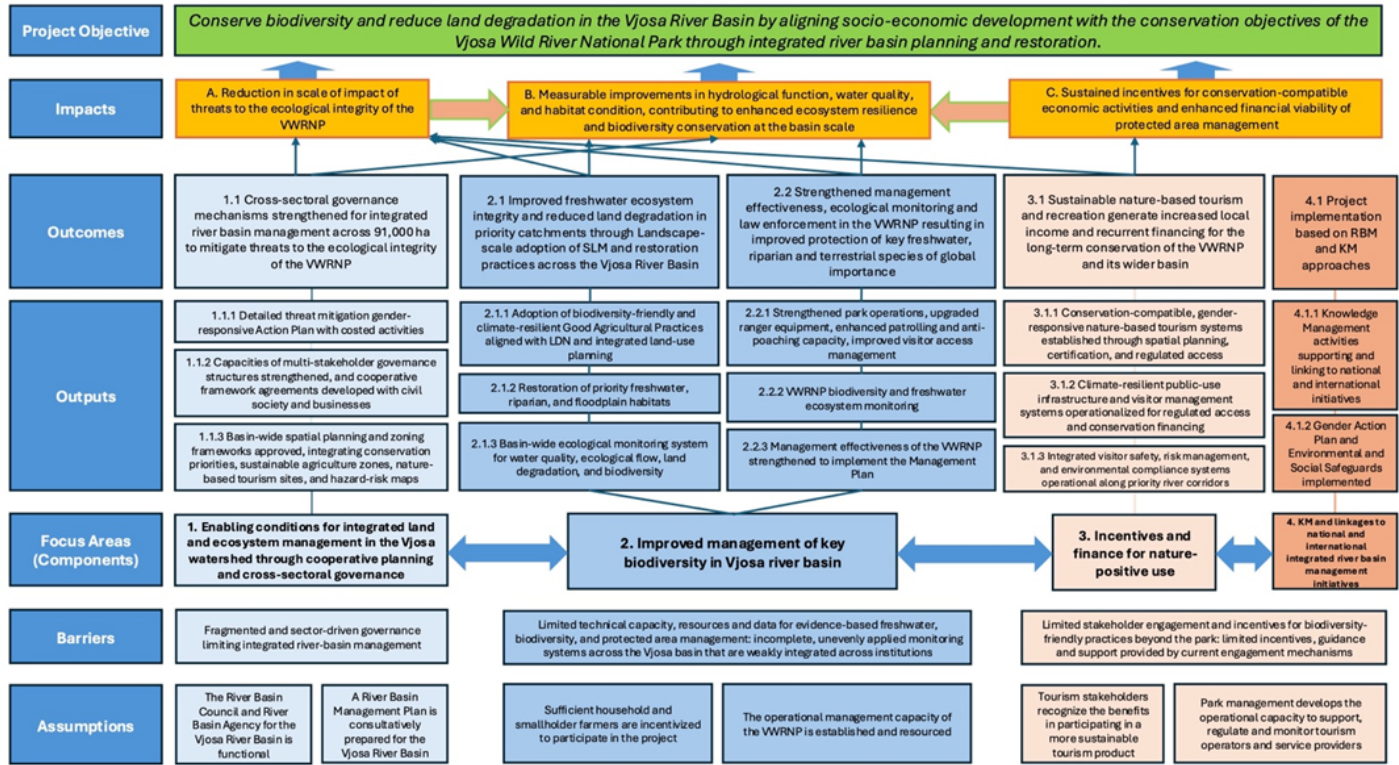 Project Objective
Conserve biodiversity and reduce land degradation in the Vjosa River Basin by aligning socio-economic development with the conservation objectives of the
Vjosa Wild River National Park through integrated river basin planning and restoration.
Impacts
A. Reduction in scale of impact of
threats to the ecological integrity of the
VWRNP
B. Measurable improvements in hydrological function, water quality,
and habitat condition, contributing to enhanced ecosystem resilience
and biodiversity conservation at the basin scale
C. Sustained incentives for conservation-compatible
economic activities and enhanced financial viability of
protected area management
Outcomes
1.1 Cross-sectoral governance
mechanisms strengthened for integrated
river basin management across 91,000 ha
to mitigate threats to the ecological integrity
of the VWRNP
2.1 Improved freshwater ecosystem
integrity and reduced land degradation in
priority catchments through Landscape-
scale adoption of SLM and restoration
practices across the Vjosa River Basin
2.2 Strengthened management
effectiveness, ecological monitoring and
law enforcement in the VWRNP resulting in
improved protection of key freshwater,
riparian and terrestrial species of global
importance
3.1 Sustainable nature-based tourism
and recreation generate increased local
income and recurrent financing for the
long-term conservation of the VWRNP
and its wider basin
4.1 Project
implementation
based on RBM
and KM
approaches
Outputs
1.1.1 Detailed threat mitigation gender-
responsive Action Plan with costed activities
1.1.2 Capacities of multi-stakeholder governance
structures strengthened, and cooperative
framework agreements developed with civil
society and businesses
1.1.3 Basin-wide spatial planning and zoning
frameworks approved, integrating conservation
priorities, sustainable agriculture zones, nature-
based tourism sites, and hazard-risk maps
2.1.1 Adoption of biodiversity-friendly and
climate-resilient Good Agricultural Practices
aligned with LDN and integrated land-use
planning
2.1.2 Restoration of priority freshwater,
riparian, and floodplain habitats
2.1.3 Basin-wide ecological monitoring system
for water quality, ecological flow, land
degradation, and biodiversity
2.2.1 Strengthened park operations, upgraded
ranger equipment, enhanced patrolling and anti-
poaching capacity, improved visitor access
management
2.2.2 VWRNP biodiversity and freshwater
ecosystem monitoring
2.2.3 Management effectiveness of the VWRNP
strengthened to implement the Management
Plan
3.1.1 Conservation-compatible, gender-
responsive nature-based tourism systems
established through spatial planning,
certification, and regulated access
3.1.2 Climate-resilient public-use
infrastructure and visitor management
systems operationalized for regulated access
and conservation financing
3.1.3 Integrated visitor safety, risk management,
and environmental compliance systems
operational along priority river corridors
4.1.1 Knowledge
Management
activities
supporting and
linking to national
and international
initiatives
4.1.2 Gender Action
Plan and
Environmental and
Social Safeguards
implemented
Focus Areas
(Components)
1. Enabling conditions for integrated land
and ecosystem management in the Vjosa
watershed through cooperative planning
and cross-sectoral governance
2. Improved management of key
biodiversity in Vjosa river basin
3. Incentives and
finance for nature-
positive use
4. KM and linkages to
national and
international
integrated river basin
management
initiatives
Barriers
Fragmented and sector-driven governance
limiting integrated river-basin management
Limited technical capacity, resources and data for evidence-based freshwater,
biodiversity, and protected area management: incomplete, unevenly applied monitoring
systems across the Vjosa basin that are weakly integrated across institutions
Limited stakeholder engagement and incentives for biodiversity-
friendly practices beyond the park: limited incentives, guidance
and support provided by current engagement mechanisms
Assumptions
The River Basin
Council and River
Basin Agency for the
Vjosa River Basin is
functional
A River Basin
Management Plan is
consultatively
prepared for the
Vjosa River Basin
Sufficient household and
smallholder farmers are incentivized
to participate in the project
The operational management capacity of
the VWRNP is established and resourced
Tourism stakeholders
recognize the benefits
in participating in a
more sustainable
tourism product
Park management develops the
operational capacity to support,
regulate and monitor tourism
operators and service providers